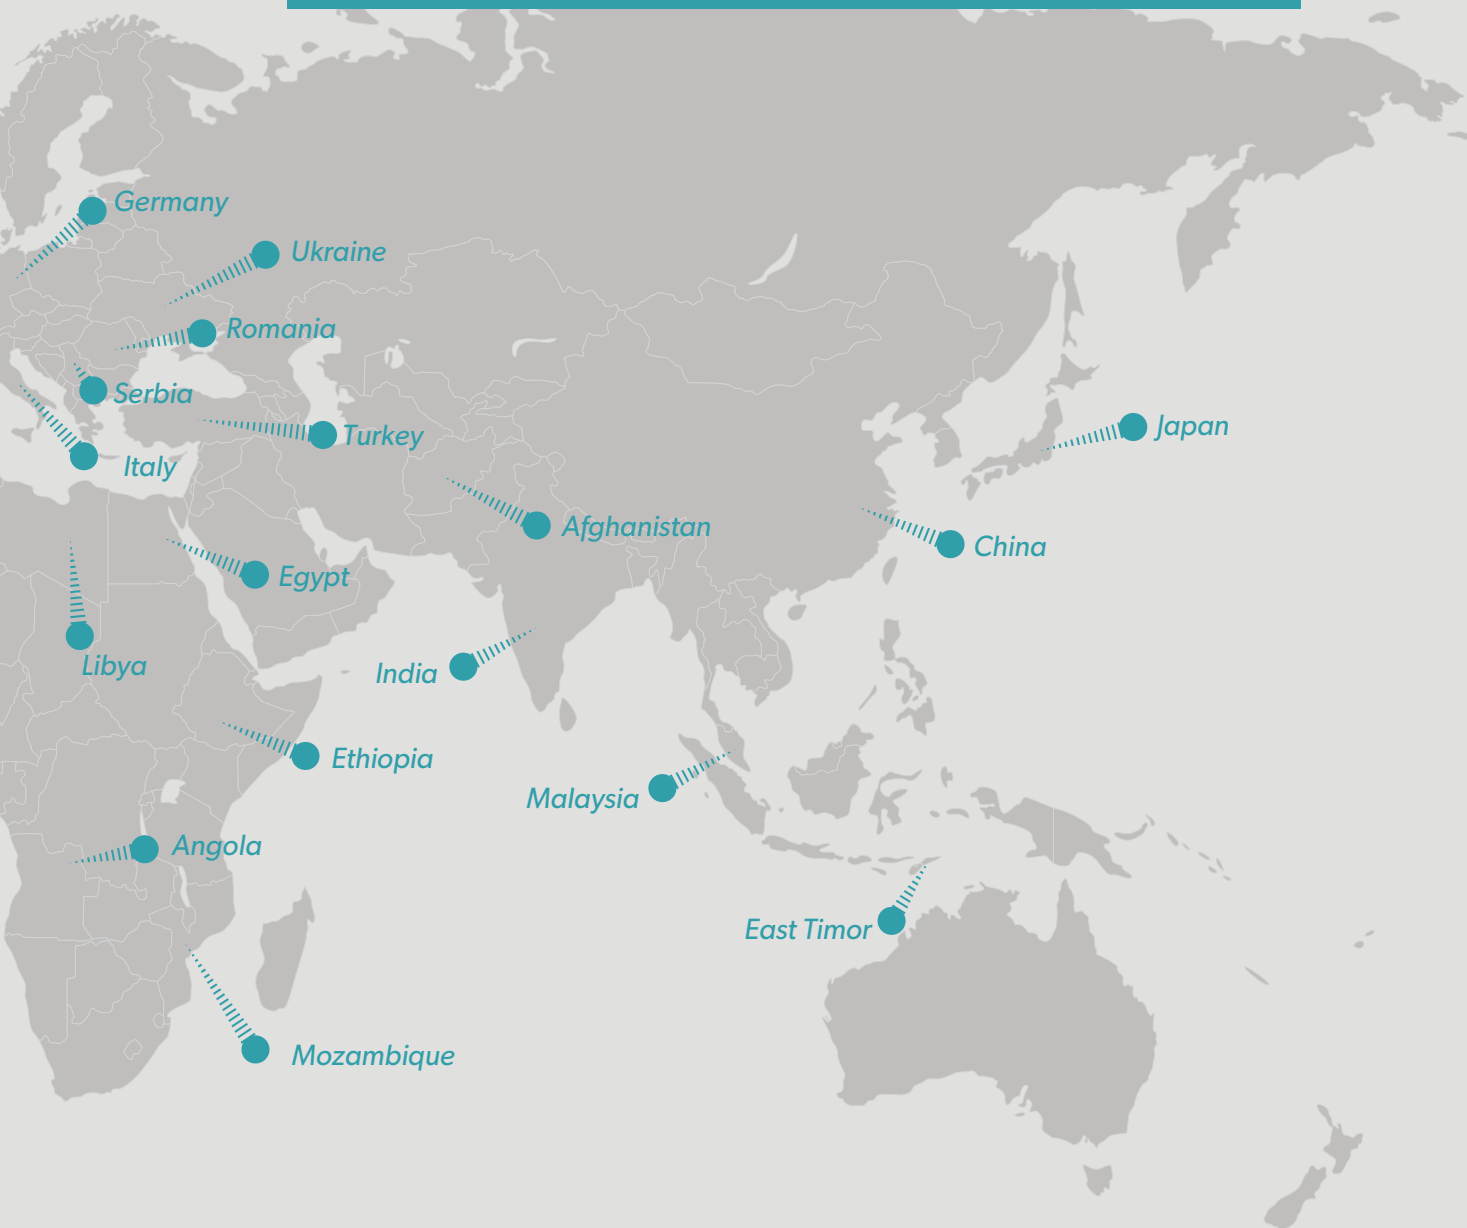 Germany
Ukraine
Romania
Serbia
Turkey
Italy
Japan
Afghanistan
China
Egypt
Libya
India
Ethiopia
Malaysia
Angola
East Timor
Mozambique